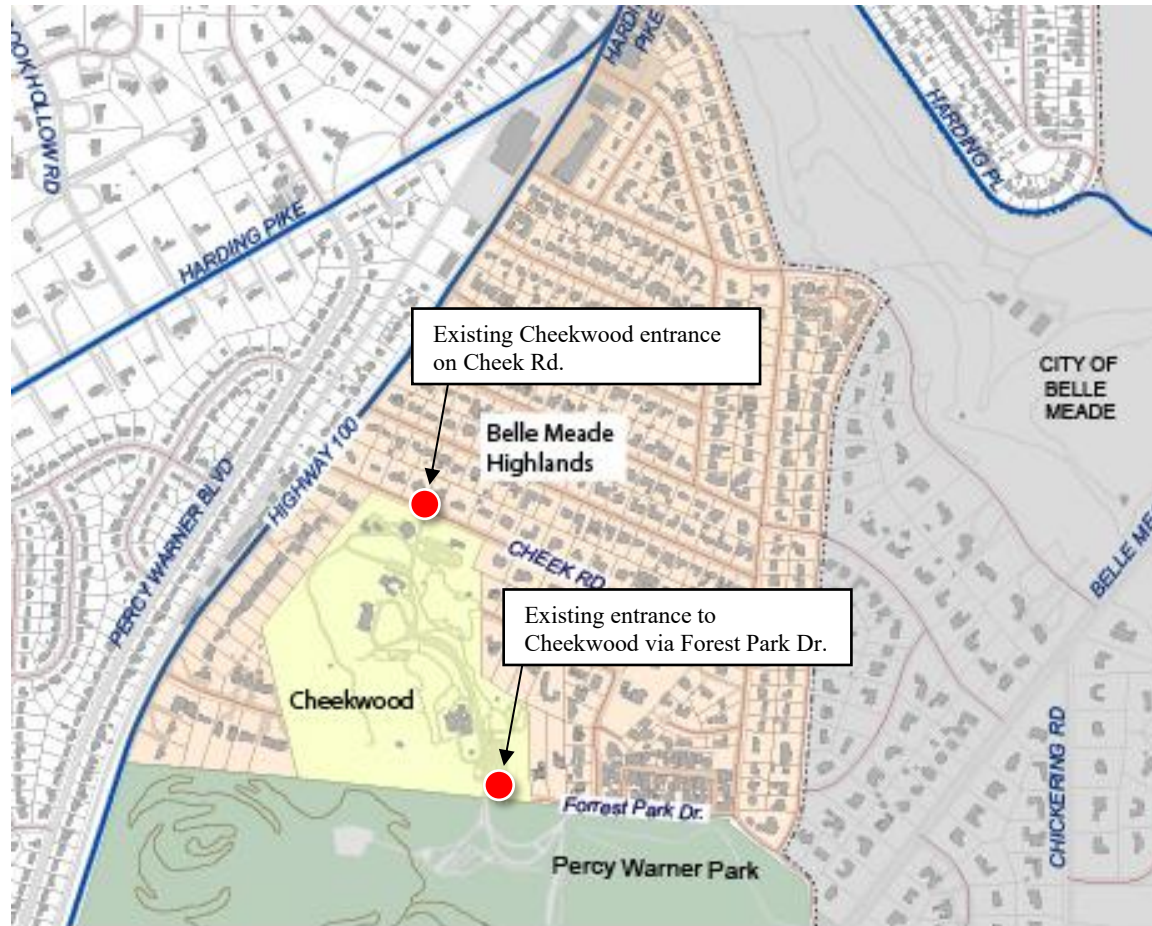 HARDING
PIKE
OOKHOLLOW RD
HARDING PL
HARDING PIKE
Existing Cheekwood entrance
on Cheek Rd.
CITY OF
BELLE
MEADE
HIGHWAY 100
Belle Meade
Highlands
PERCY WARNER BLVD
CHEEK RD
BELLE ME
Existing entrance to
Cheekwood via Forest Park Dr.
Cheekwood
CHICKERING RD
Forrest Park Dr.
Percy Warner Park